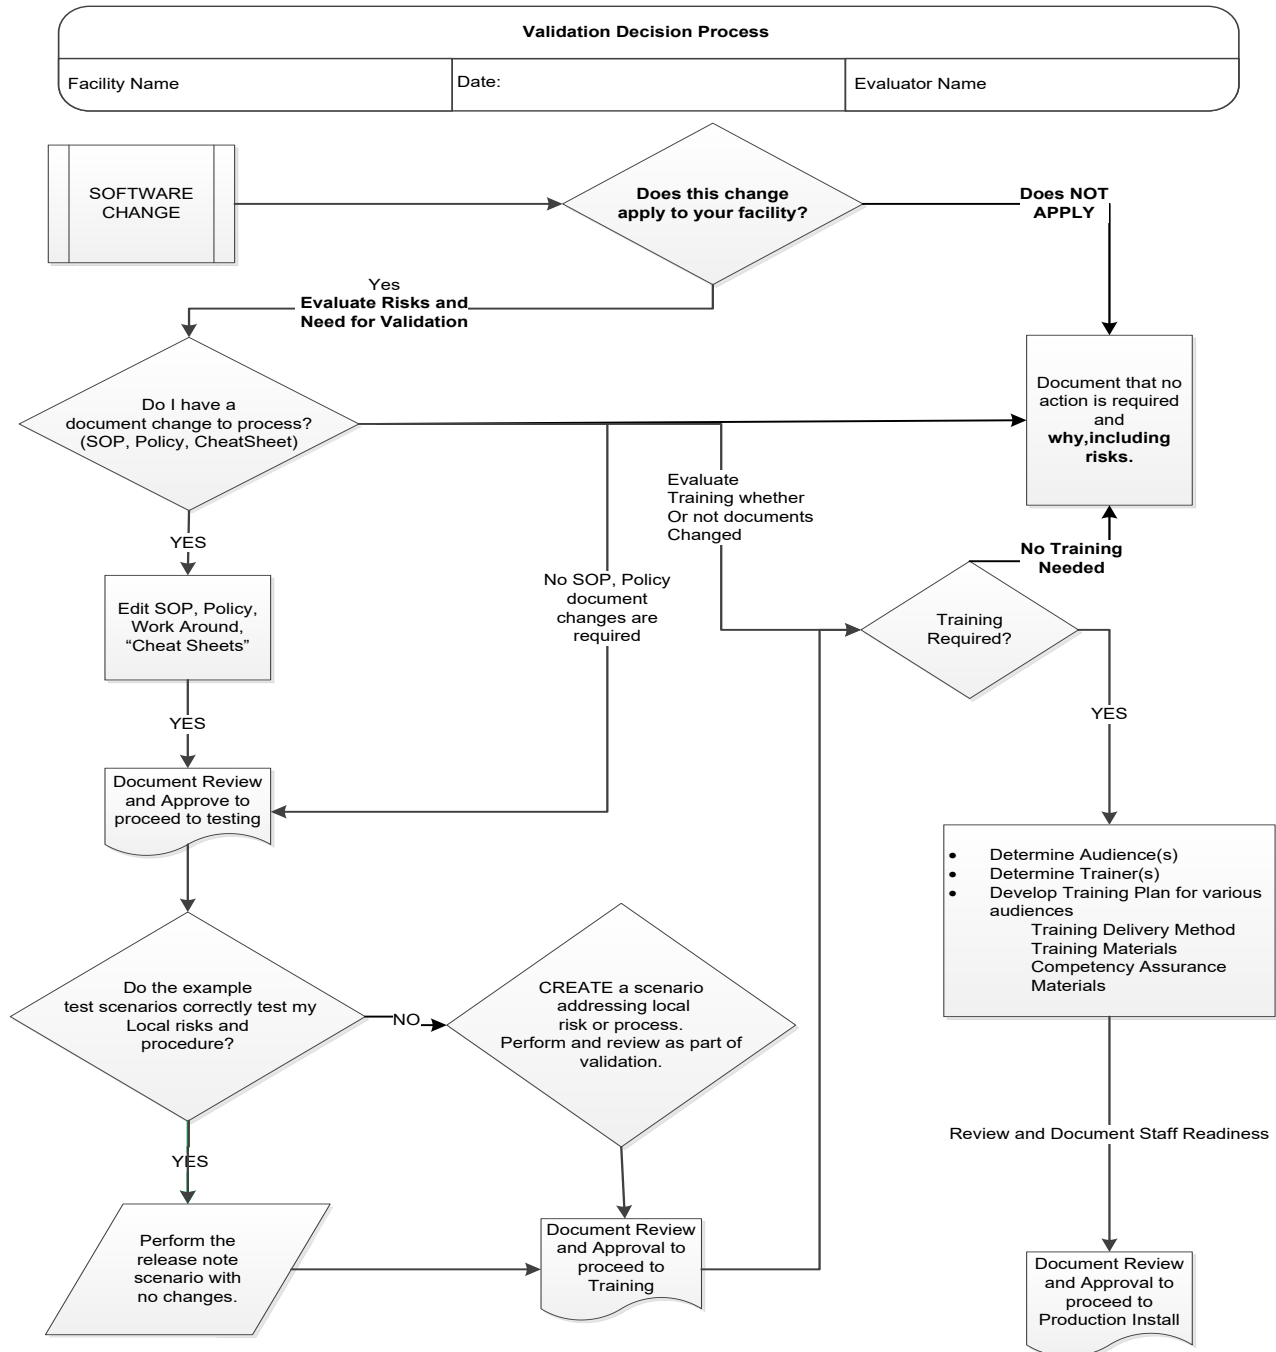 Validation Decision Process
Facility Name
Date:
Evaluator Name
SOFTWARE
CHANGE
Does this change
apply to your facility?
Does NOT
APPLY
Yes
Evaluate Risks and
Need for Validation
Do I have a
document change to process?
(SOP, Policy, CheatSheet)
Document that no
action is required
and
why,including
risks.
Evaluate
Training whether
Or not documents
Changed
YES
No Training
Needed
Edit SOP, Policy,
Work Around,
“Cheat Sheets”
No SOP, Policy
document
changes are
required
Training
Required?
YES
YES
Document Review
and Approve to
proceed to testing
• Determine Audience(s)
• Determine Trainer(s)
• Develop Training Plan for various
audiences
Training Delivery Method
Training Materials
Competency Assurance
Materials
Do the example
test scenarios correctly test my
Local risks and
procedure?
NO
CREATE a scenario
addressing local
risk or process.
Perform and review as part of
validation.
Review and Document Staff Readiness
YES
Perform the
release note
scenario with
no changes.
Document Review
and Approval to
proceed to
Training
Document Review
and Approval to
proceed to
Production Install